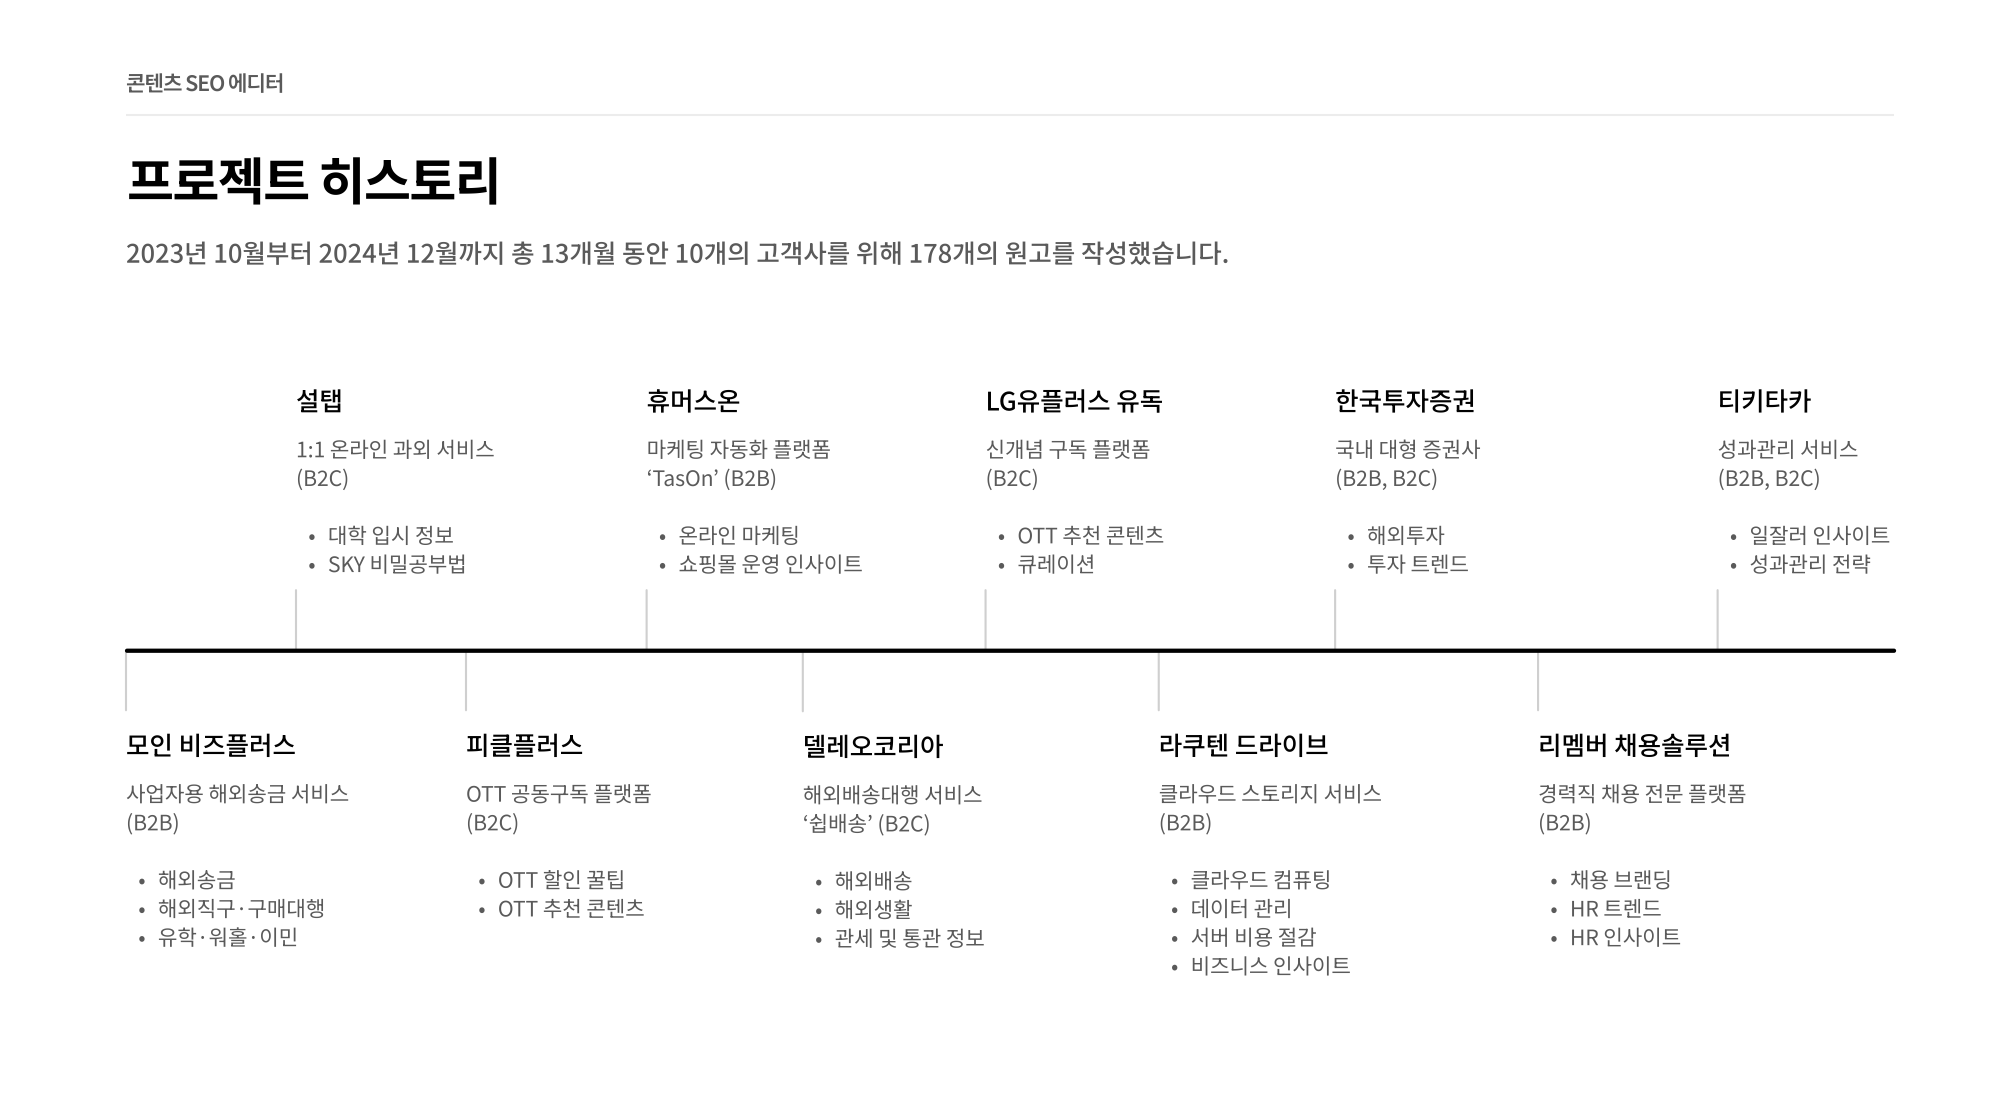 콘텐츠 SEO 에디터
프로젝트 히스토리
2023년 10월부터 2024년 12월까지 총 13개월 동안 10개의 고객사를 위해 178개의 원고를 작성했습니다.
설탭
1:1 온라인 과외 서비스
(B2C)
• 대학 입시 정보
• SKY 비밀공부법
휴머스온
마케팅 자동화 플랫폼
‘TasOn’ (B2B)
• 온라인 마케팅
• 쇼핑몰 운영 인사이트
LG유플러스 유독
신개념 구독 플랫폼
(B2C)
• OTT 추천 콘텐츠
• 큐레이션
한국투자증권
국내 대형 증권사
(B2B, B2C)
• 해외투자
• 투자 트렌드
티키타카
성과관리 서비스
(B2B, B2C)
• 일잘러 인사이트
• 성과관리 전략
모인 비즈플러스
사업자용 해외송금 서비스
(B2B)
• 해외송금
• 해외직구·구매대행
• 유학·워홀·이민
피클플러스
OTT 공동구독 플랫폼
(B2C)
• OTT 할인 꿀팁
• OTT 추천 콘텐츠
델레오코리아
해외배송대행 서비스
‘쉽배송’ (B2C)
• 해외배송
• 해외생활
• 관세 및 통관 정보
라쿠텐 드라이브
클라우드 스토리지 서비스
(B2B)
• 클라우드 컴퓨팅
• 데이터 관리
• 서버 비용 절감
• 비즈니스 인사이트
리멤버 채용솔루션
경력직 채용 전문 플랫폼
(B2B)
• 채용 브랜딩
• HR 트렌드
• HR 인사이트